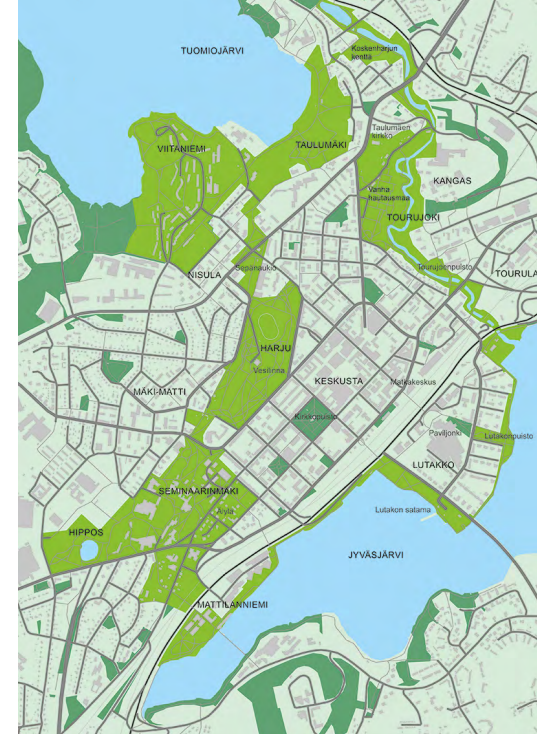 TUOMIOJÄRVI
Koskenharjun
kenttä
Taulumäen
kirkko
VIITANIEMI
TAULUMÄKI
KANGAS
Vanha
hautausmaa
TOURUJOKI
Tourujoenpuisto
TOURULA
NISULA
Sepänaukio
HARJU
Vesilinna
KESKUSTA
Matkakeskus
MÄKI-MATTI
Kirkkopuisto
Paviljonki
Lutakonpuisto
LUTAKKO
SEMINAARINMÄKI
Älylä
Lutakon satama
HIPPOS
JYVÄSJÄRVI
MATTILANNIEMI